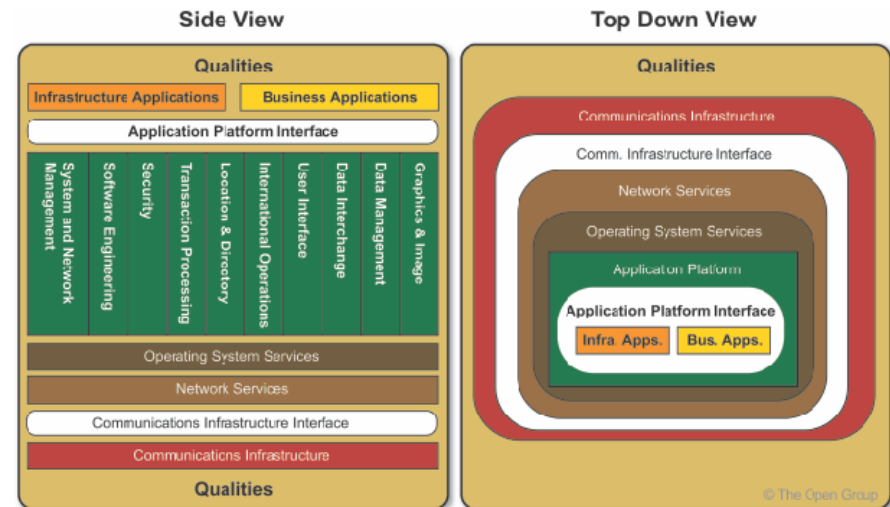 Side View
Qualities
Infrastructure Applications
Business Applications
Application Platform Interface
System and Network
Management
Software Engineering
Security
Transaction Processing
Location & Directory
International Operations
User Interface
Data Interchange
Data Management
Graphics & Image
Operating System Services
Network Services
Communications Infrastructure Interface
Communications Infrastructure
Qualities
Top Down View
Qualities
Communications Infrastructure
Comm. Infrastructure Interface
Network Services
Operating System Services
Application Platform
Application Platform Interface
Infra. Apps.
Bus. Apps.
© The Open Group